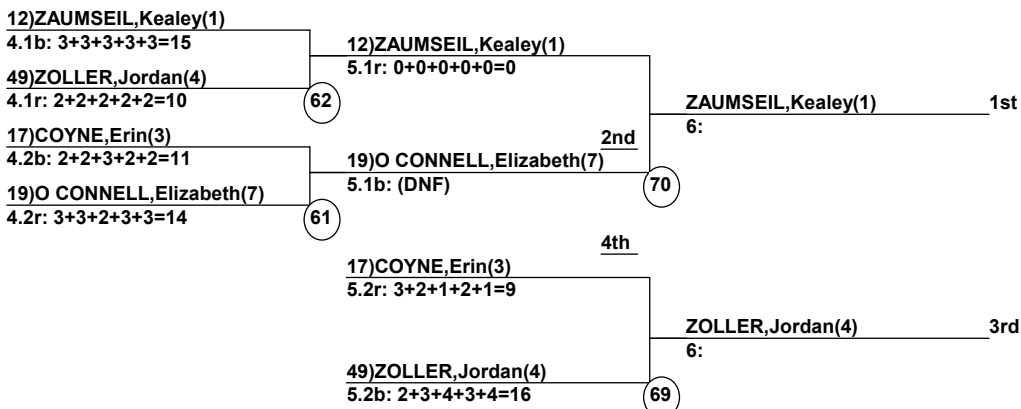 12)ZAUMSEIL,Kealey(1)
4.1b: 3+3+3+3+3=15
49)ZOLLER,Jordan(4)
4.1r: 2+2+2+2+2=10
62
17)COYNE,Erin(3)
4.2b: 2+2+3+2+2=11
19)O CONNELL,Elizabeth(7)
4.2r: 3+3+2+3+3=14
61
12)ZAUMSEIL,Kealey(1)
5.1r: 0+0+0+0+0=0
2nd
19)O CONNELL,Elizabeth(7)
5.1b: (DNF)
70
ZAUMSEIL,Kealey(1) 1st
6:
4th
17)COYNE,Erin(3)
5.2r: 3+2+1+2+1=9
49)ZOLLER,Jordan(4)
5.2b: 2+3+4+3+4=16
69
ZOLLER,Jordan(4) 3rd
6: